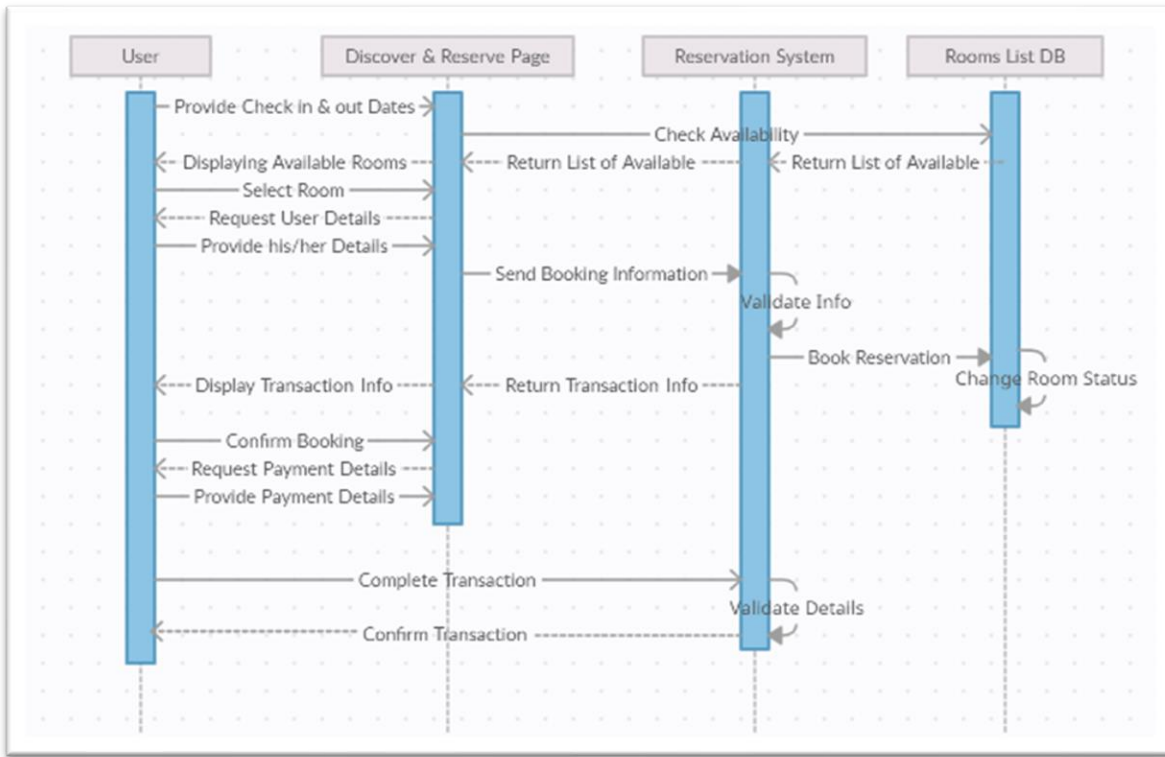 User
Discover & Reserve Page
Reservation System
Rooms List DB
Provide Check in & out Dates
Check Availability
Displaying Available Rooms
Return List of Available
Return List of Available
Select Room
Request User Details
Provide his/her Details
Send Booking Information
Validate Info
Book Reservation
Change Room Status
Display Transaction Info
Return Transaction Info
Confirm Booking
Request Payment Details
Provide Payment Details
Complete Transaction
Validate Details
Confirm Transaction